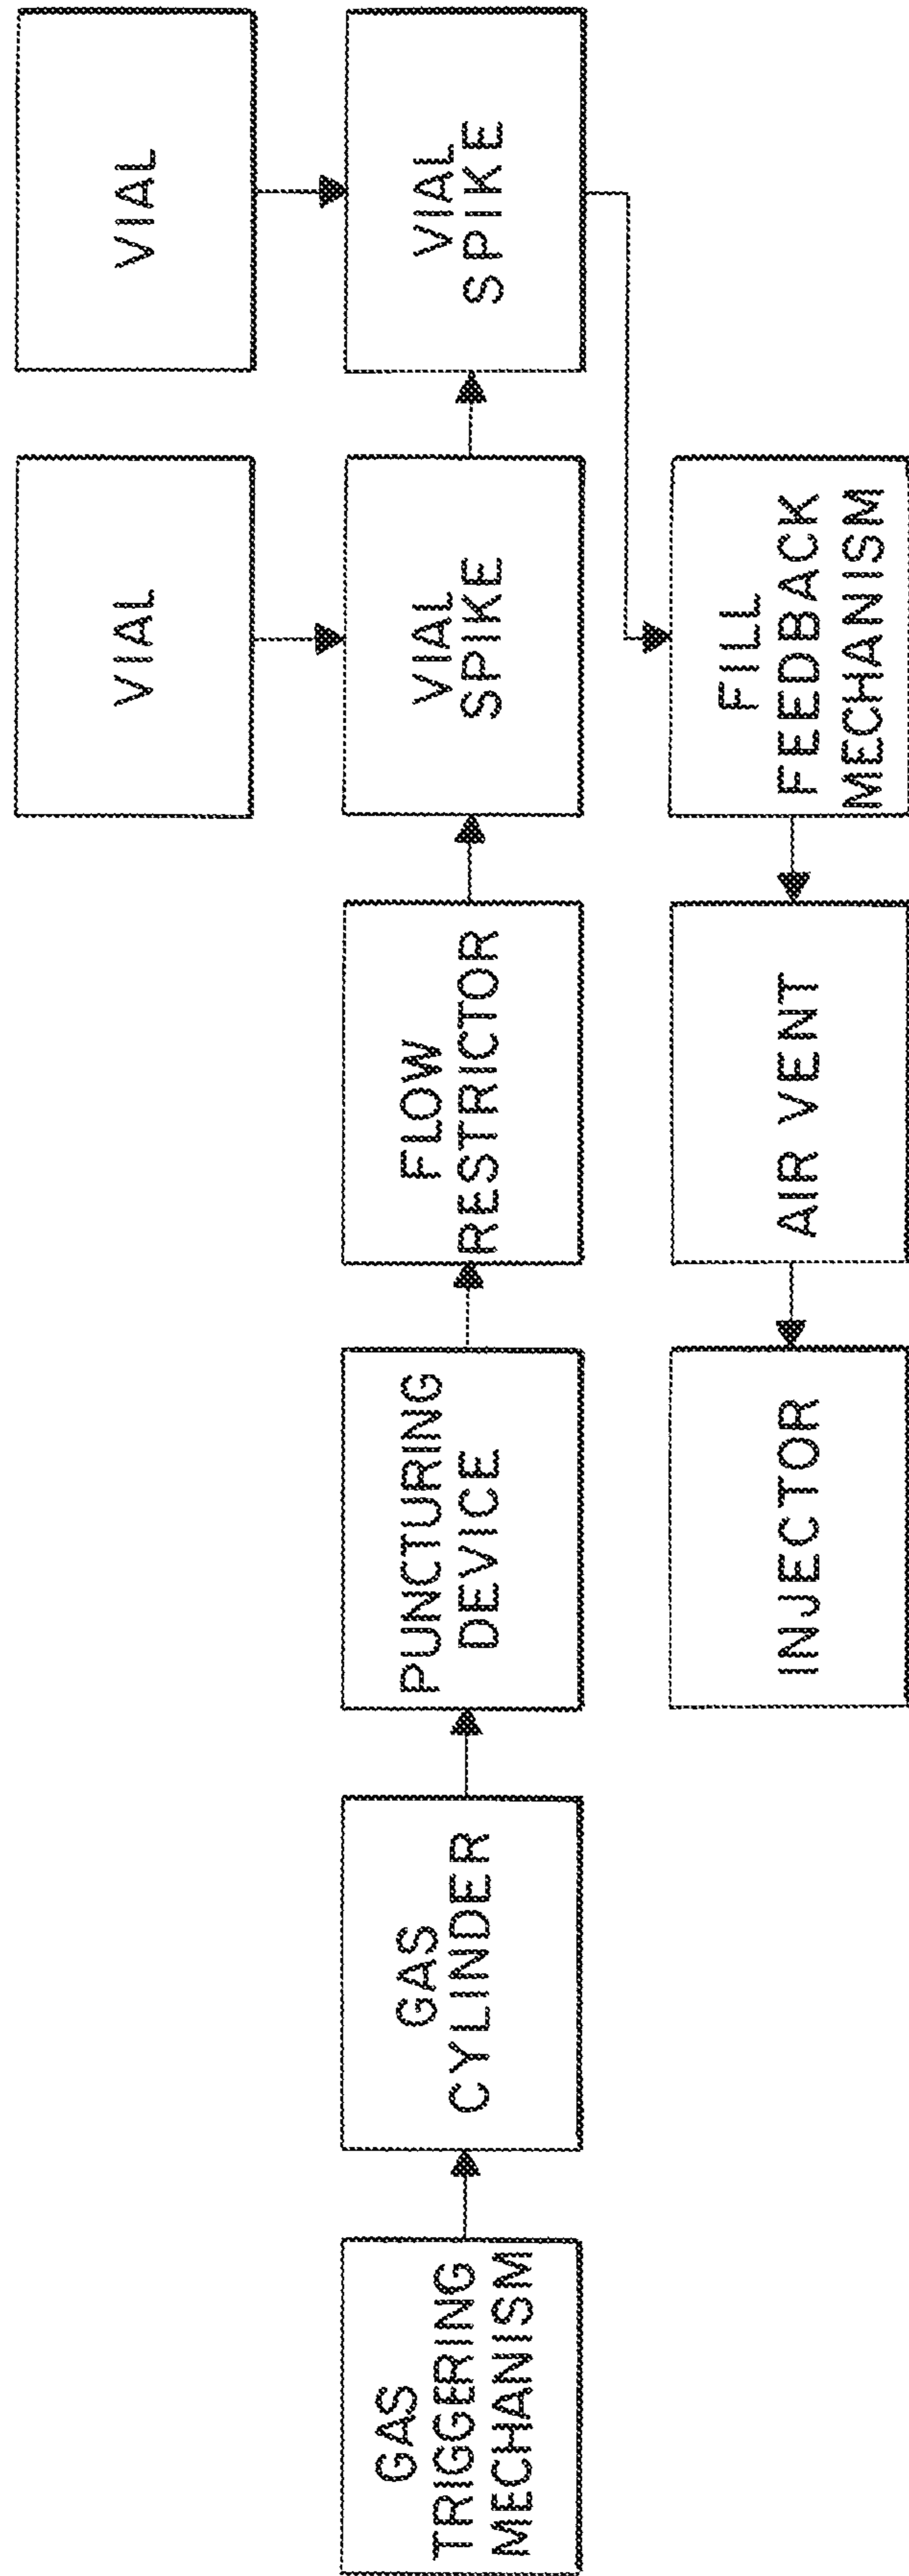 VIAL
VIAL
GAS
TRIGGERING
MECHANISM
GAS
CYLINDER
PUNCTURING
DEVICE
FLOW
RESTRICTOR
VIAL
SPIKE
VIAL
SPIKE
INJECTOR
AIR VENT
FILL
FEEDBACK
MECHANISM